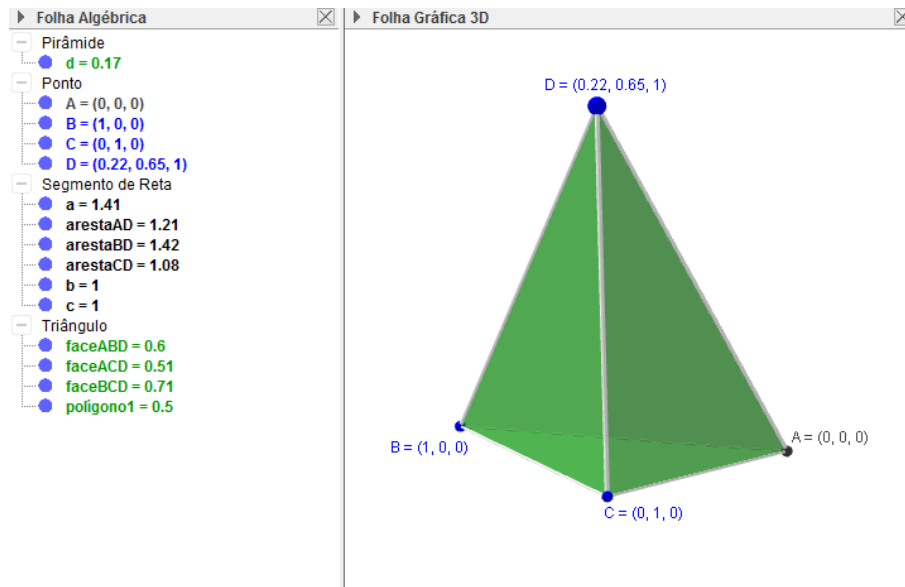 Folha Algébrica
Pirâmide
d = 0.17
Ponto
A = (0, 0, 0)
B = (1, 0, 0)
C = (0, 1, 0)
D = (0.22, 0.65, 1)
Segmento de Reta
a = 1.41
arestaAD = 1.21
arestaBD = 1.42
arestaCD = 1.08
b = 1
c = 1
Triângulo
faceABD = 0.6
faceACD = 0.51
faceBCD = 0.71
polígono1 = 0.5
Folha Gráfica 3D
D = (0.22, 0.65, 1)
B = (1, 0, 0)
A = (0, 0, 0)
C = (0, 1, 0)